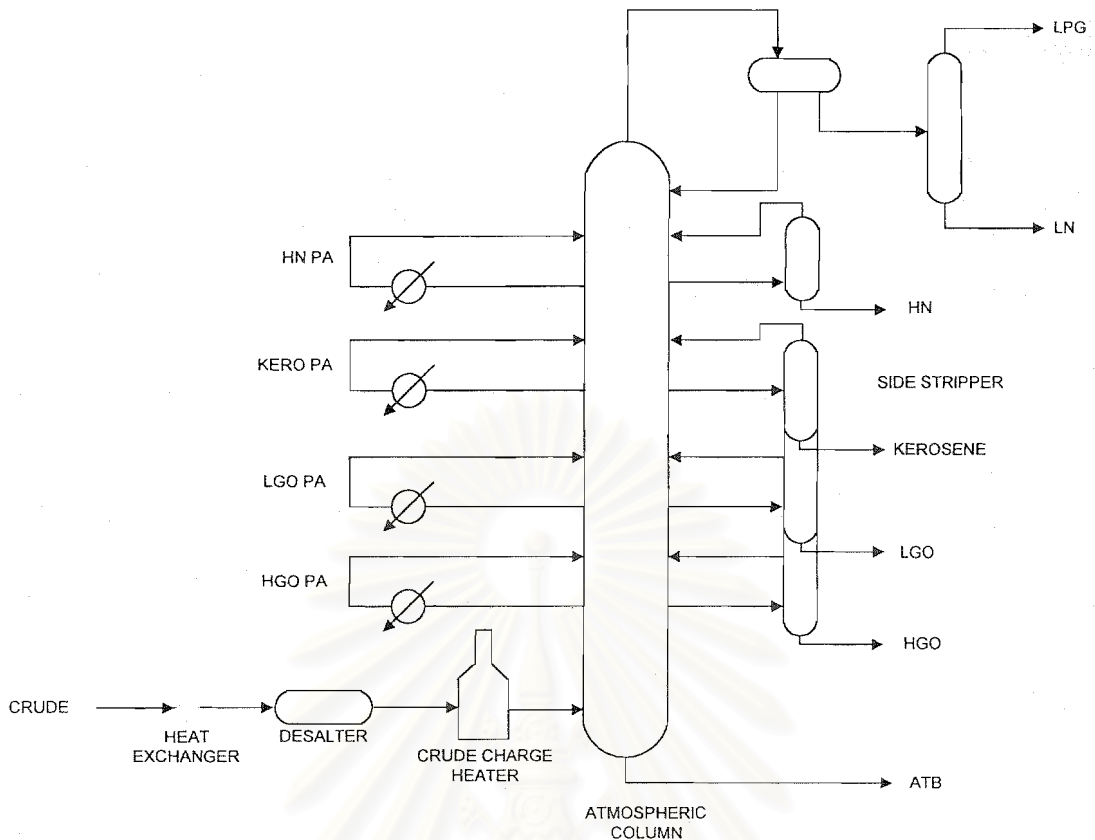 LPG
LN
HN PA
HN
KERO PA
SIDE STRIPPER
KEROSENE
LGO PA
LGO
HGO PA
HGO
CRUDE
HEAT
EXCHANGER
DESALTER
CRUDE CHARGE
HEATER
ATB
ATMOSPHERIC
COLUMN